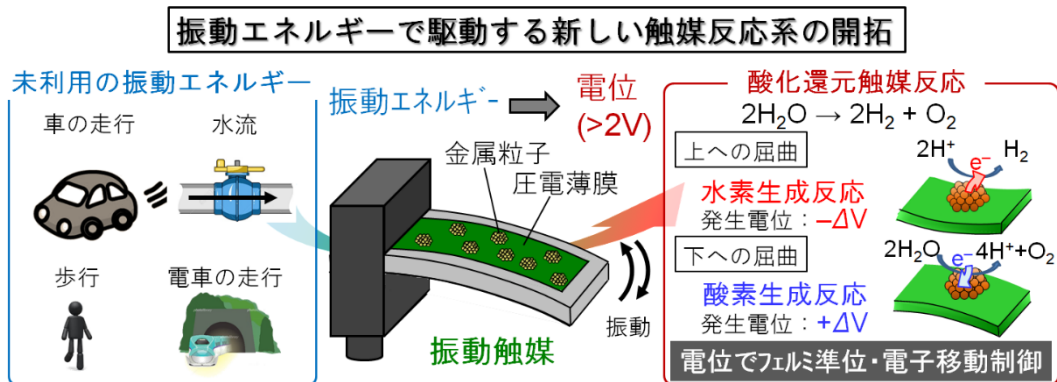 振動エネルギーで駆動する新しい触媒反応系の開拓
未利用の振動エネルギー
車の走行
水流
歩行
電車の走行
振動エネルギー
電位
(>2V)
金属粒子
圧電薄膜
振動
振動触媒
酸化還元触媒反応
2H₂O → 2H₂ + O₂
上への屈曲
水素生成反応
発生電位：−ΔV
2H⁺
e⁻
H₂
下への屈曲
酸素生成反応
発生電位：+ΔV
2H₂O
e⁻
4H⁺+O₂
電位でフェルミ準位・電子移動制御